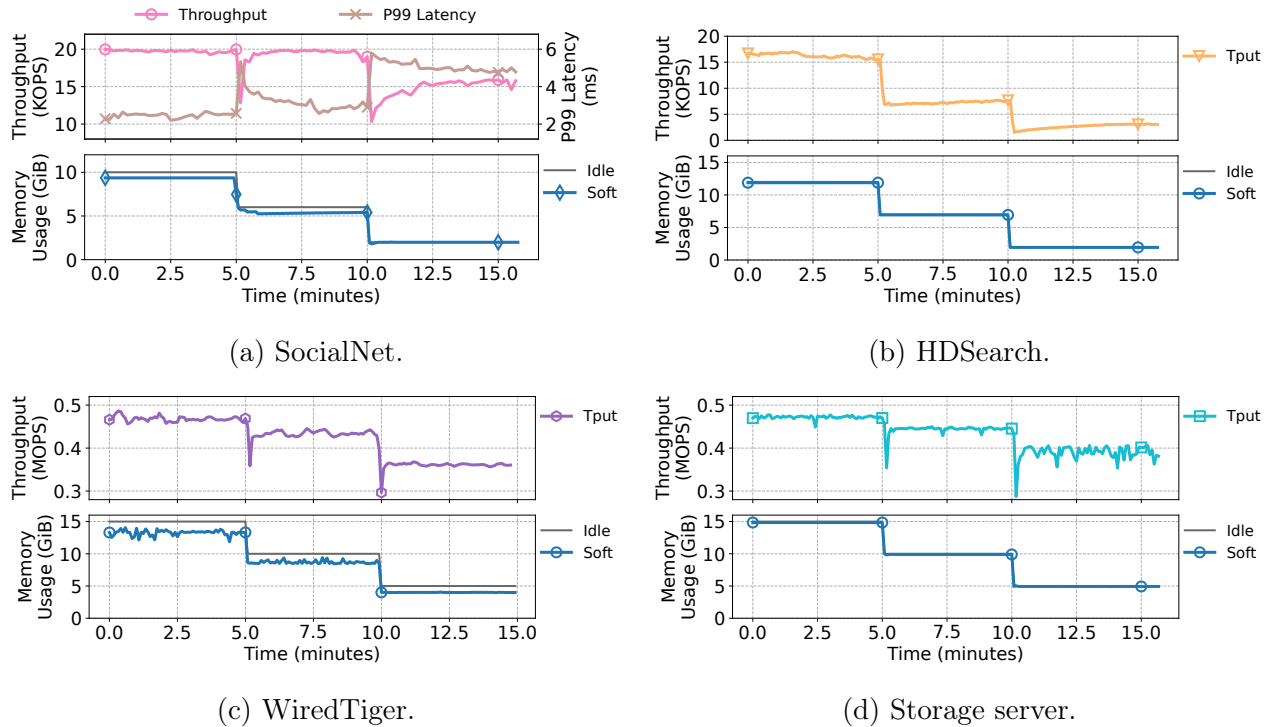 Throughput
P99 Latency
Throughput
(KOPS)
20
15
10
6
4
2
P99 Latency
(ms)
Memory
Usage (GiB)
10
5
0
Idle
Soft
0.0 2.5 5.0 7.5 10.0 12.5 15.0
Time (minutes)
(a) SocialNet.
Throughput
(KOPS)
20
15
10
5
0
Tput
Memory
Usage (GiB)
15
10
5
0
Idle
Soft
0.0 2.5 5.0 7.5 10.0 12.5 15.0
Time (minutes)
(b) HDSearch.
Throughput
(MOPS)
0.5
0.4
0.3
Tput
Memory
Usage (GiB)
15
10
5
0
Idle
Soft
0.0 2.5 5.0 7.5 10.0 12.5 15.0
Time (minutes)
(c) WiredTiger.
Throughput
(MOPS)
0.5
0.4
0.3
Tput
Memory
Usage (GiB)
15
10
5
0
Idle
Soft
0.0 2.5 5.0 7.5 10.0 12.5 15.0
Time (minutes)
(d) Storage server.